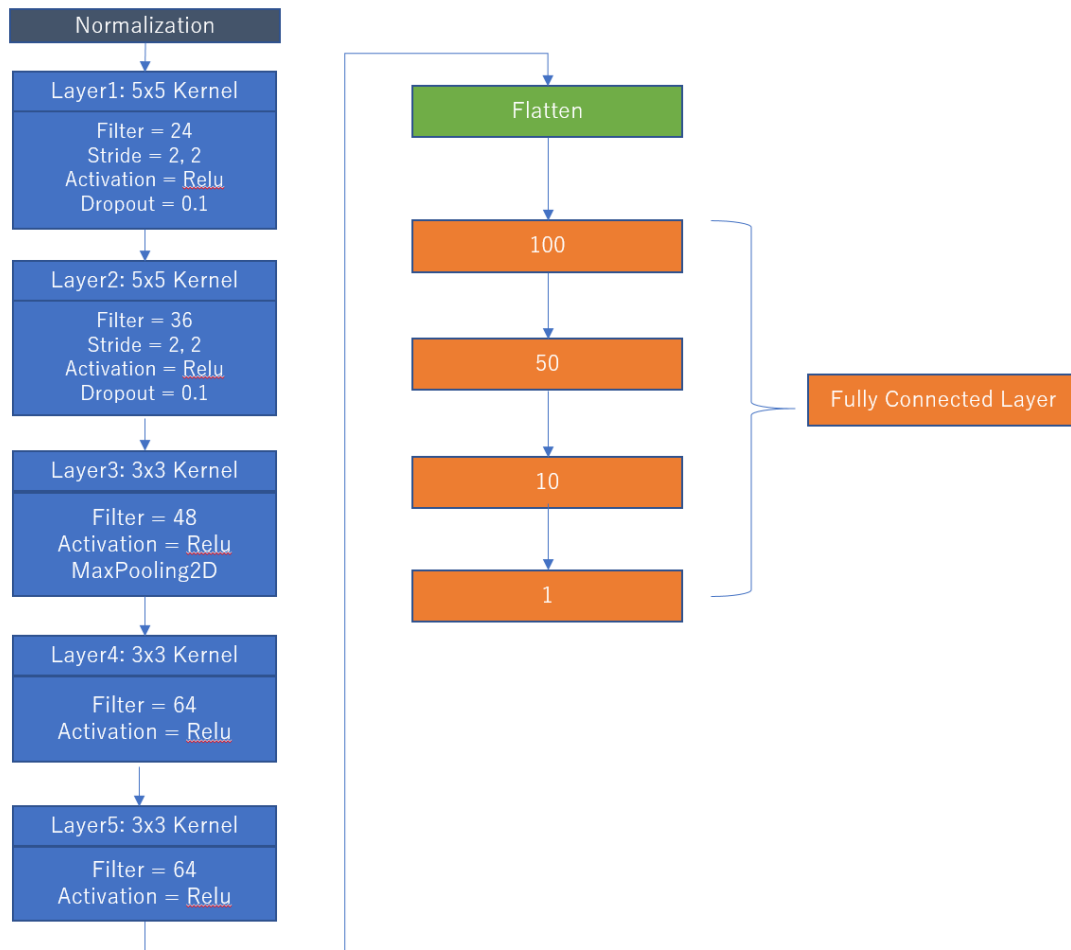 Normalization
Layer1: 5x5 Kernel
Filter = 24
Stride = 2, 2
Activation = Relu
Dropout = 0.1
Layer2: 5x5 Kernel
Filter = 36
Stride = 2, 2
Activation = Relu
Dropout = 0.1
Layer3: 3x3 Kernel
Filter = 48
Activation = Relu
MaxPooling2D
Layer4: 3x3 Kernel
Filter = 64
Activation = Relu
Layer5: 3x3 Kernel
Filter = 64
Activation = Relu
Flatten
100
50
10
1
Fully Connected Layer